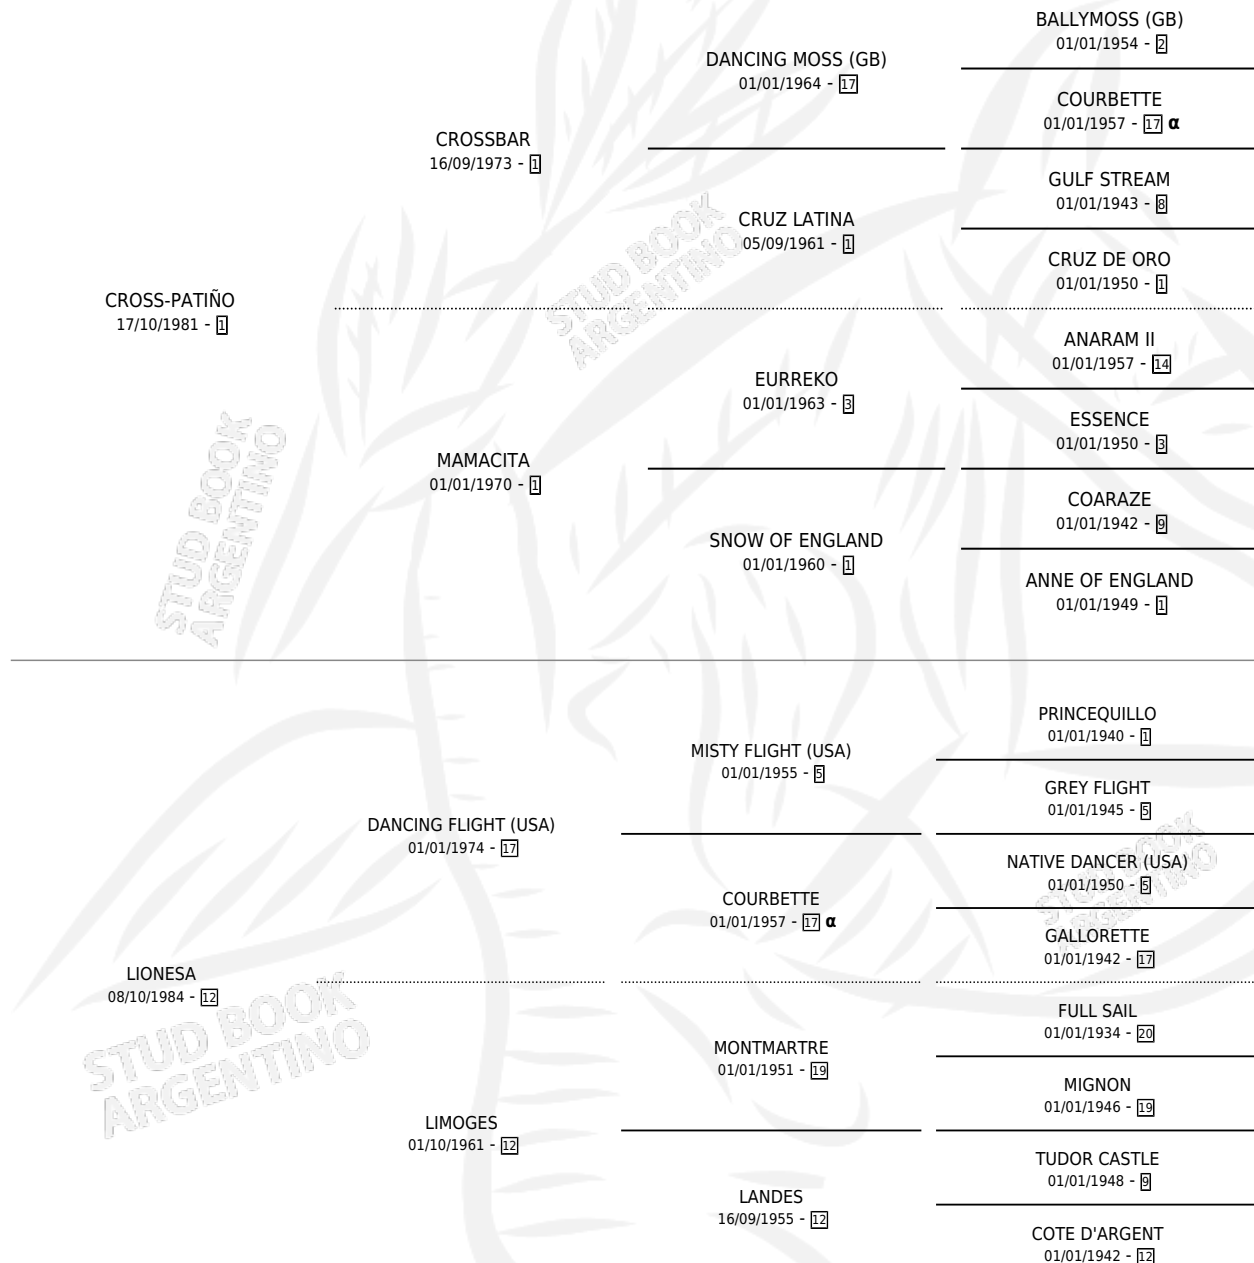 BALLYMOSS (GB)
01/01/1954 - 2
DANCING MOSS (GB)
01/01/1964 - 17
COURBETTE
01/01/1957 - 17 α
CROSSBAR
16/09/1973 - 1
GULF STREAM
01/01/1943 - 8
CRUZ LATINA
05/09/1961 - 1
CRUZ DE ORO
01/01/1950 - 1
CROSS-PATIÑO
17/10/1981 - 1
ANARAM II
01/01/1957 - 14
EURREKO
01/01/1963 - 3
ESSENCE
01/01/1950 - 3
MAMACITA
01/01/1970 - 1
COARAZE
01/01/1942 - 9
SNOW OF ENGLAND
01/01/1960 - 1
ANNE OF ENGLAND
01/01/1949 - 1
PRINCEQUILLO
01/01/1940 - 1
MISTY FLIGHT (USA)
01/01/1955 - 5
GREY FLIGHT
01/01/1945 - 5
DANCING FLIGHT (USA)
01/01/1974 - 17
NATIVE DANCER (USA)
01/01/1950 - 5
COURBETTE
01/01/1957 - 17 α
GALLORETTE
01/01/1942 - 17
LIONESA
08/10/1984 - 12
FULL SAIL
01/01/1934 - 20
MONTMARTRE
01/01/1951 - 19
MIGNON
01/01/1946 - 19
LIMOGES
01/10/1961 - 12
TUDOR CASTLE
01/01/1948 - 9
LANDES
16/09/1955 - 12
COTE D'ARGENT
01/01/1942 - 12
STUD BOOK
ARGENTINO
STUD BOOK
ARGENTINO
STUD BOOK
ARGENTINO
STUD BOOK
ARGENTINO